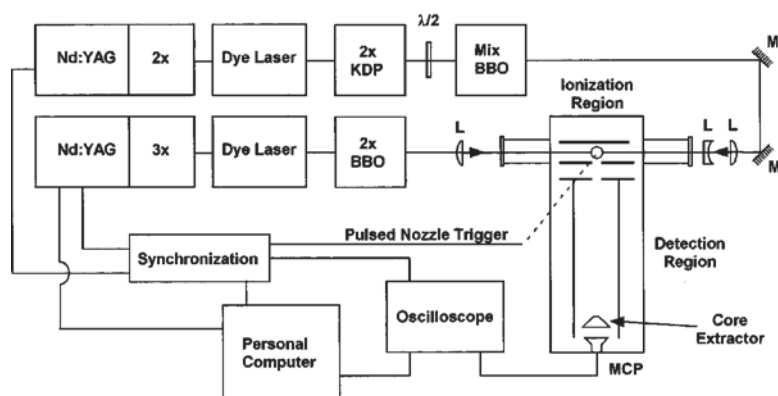 λ/2
Nd:YAG 2x Dye Laser 2x KDP Mix BBO M
Ionization Region
Nd:YAG 3x Dye Laser 2x BBO L L L M
Pulsed Nozzle Trigger
Synchronization
Detection Region
Oscilloscope
Personal Computer
Core Extractor
MCP